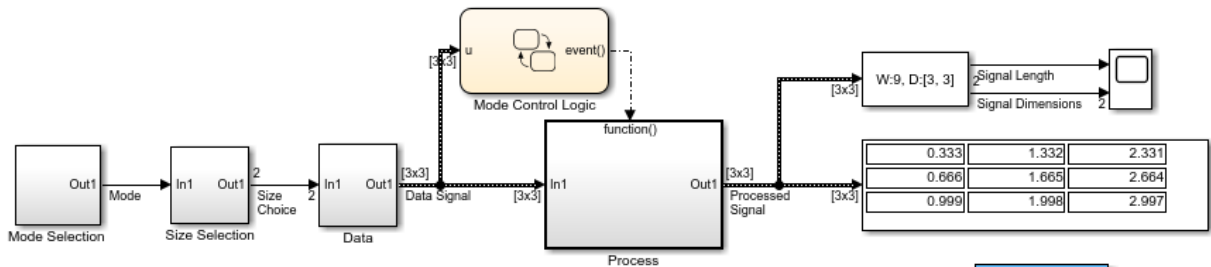 u
event()
[3x3]
Mode Control Logic
W:9, D:[3, 3]
[3x3]
2
Signal Length
Signal Dimensions
2
function()
Out1
Mode
In1
Out1
2
Size
Choice
2
In1
Out1
[3x3]
Data Signal
[3x3]
In1
Out1
[3x3]
Processed
Signal
[3x3]
0.333 1.332 2.331
0.666 1.665 2.664
0.999 1.998 2.997
Mode Selection
Size Selection
Data
Process